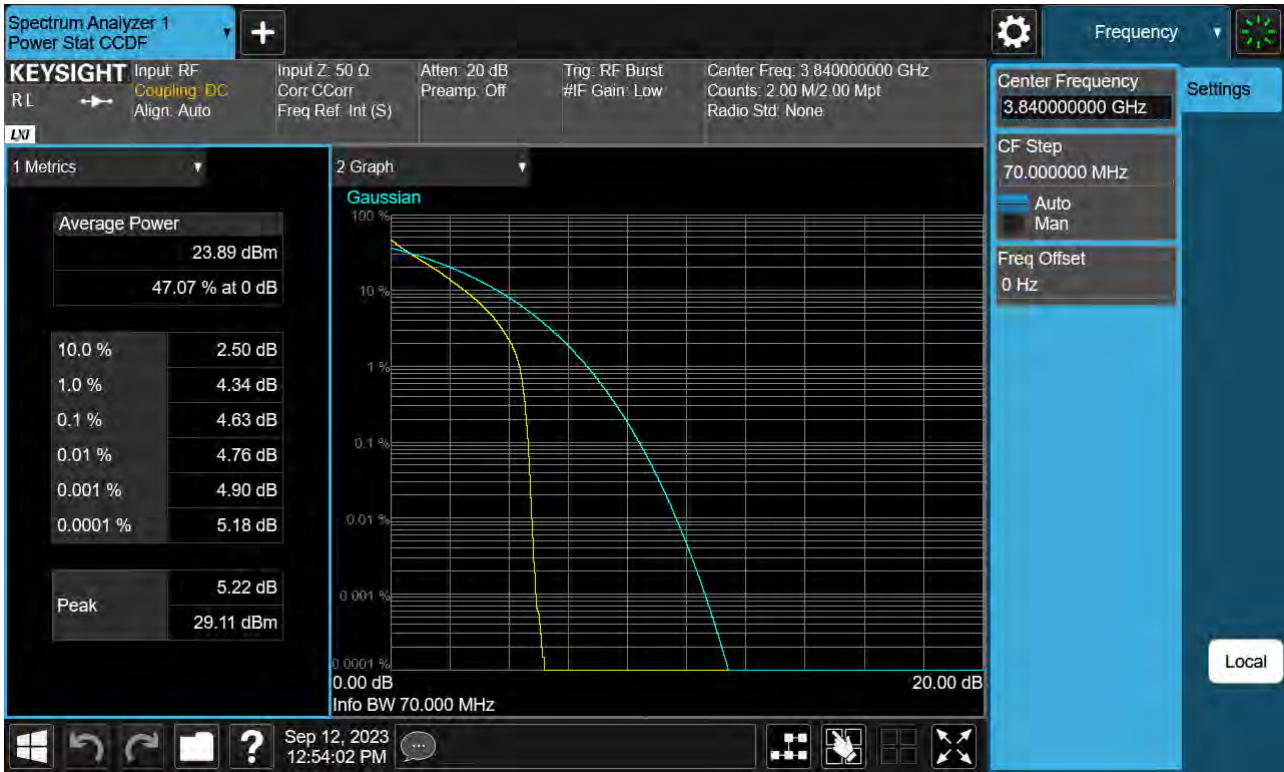 Spectrum Analyzer 1
Power Stat CCDF
Frequency
KEYSIGHT
RL
LXI
Input: RF
Coupling: DC
Align: Auto
Input Z: 50 Ω
Corr CCorr
Freq Ref: Int (S)
Atten: 20 dB
Preamp: Off
Trig: RF Burst
#IF Gain: Low
Center Freq: 3.840000000 GHz
Counts: 2.00 M/2.00 Mpt
Radio Std: None
Center Frequency
3.840000000 GHz
Settings
CF Step
70.000000 MHz
Auto
Man
Freq Offset
0 Hz
Local
1 Metrics
Average Power
23.89 dBm
47.07 % at 0 dB
10.0 % 2.50 dB
1.0 % 4.34 dB
0.1 % 4.63 dB
0.01 % 4.76 dB
0.001 % 4.90 dB
0.0001 % 5.18 dB
Peak
5.22 dB
29.11 dBm
2 Graph
Gaussian
100 %
10 %
1 %
0.1 %
0.01 %
0.001 %
0.0001 %
0.00 dB 20.00 dB
Info BW 70.000 MHz
Sep 12, 2023
12:54:02 PM